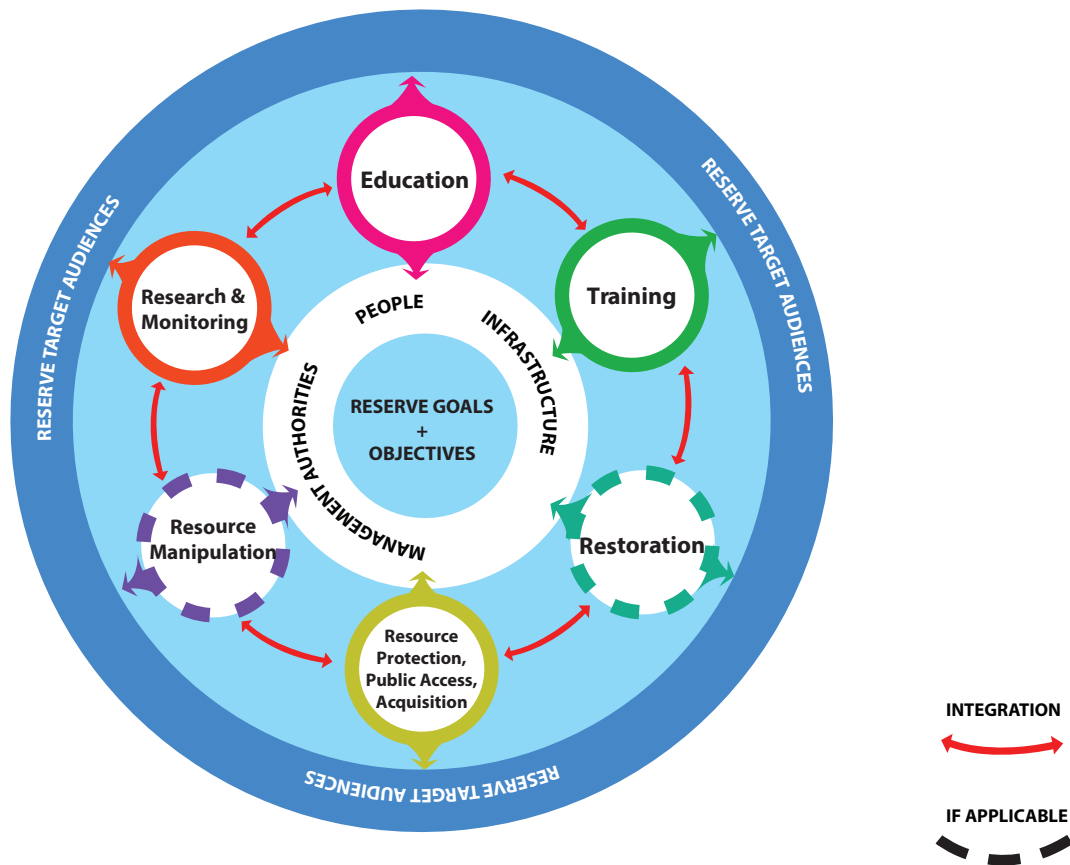 RESERVE TARGET AUDIENCES
RESERVE TARGET AUDIENCES
Education
Research &
Monitoring
Training
PEOPLE
INFRASTRUCTURE
MANAGEMENT AUTHORITIES
RESERVE GOALS
+
OBJECTIVES
Resource
Manipulation
Restoration
Resource
Protection,
Public Access,
Acquisition
RESERVE TARGET AUDIENCES
INTEGRATION
IF APPLICABLE